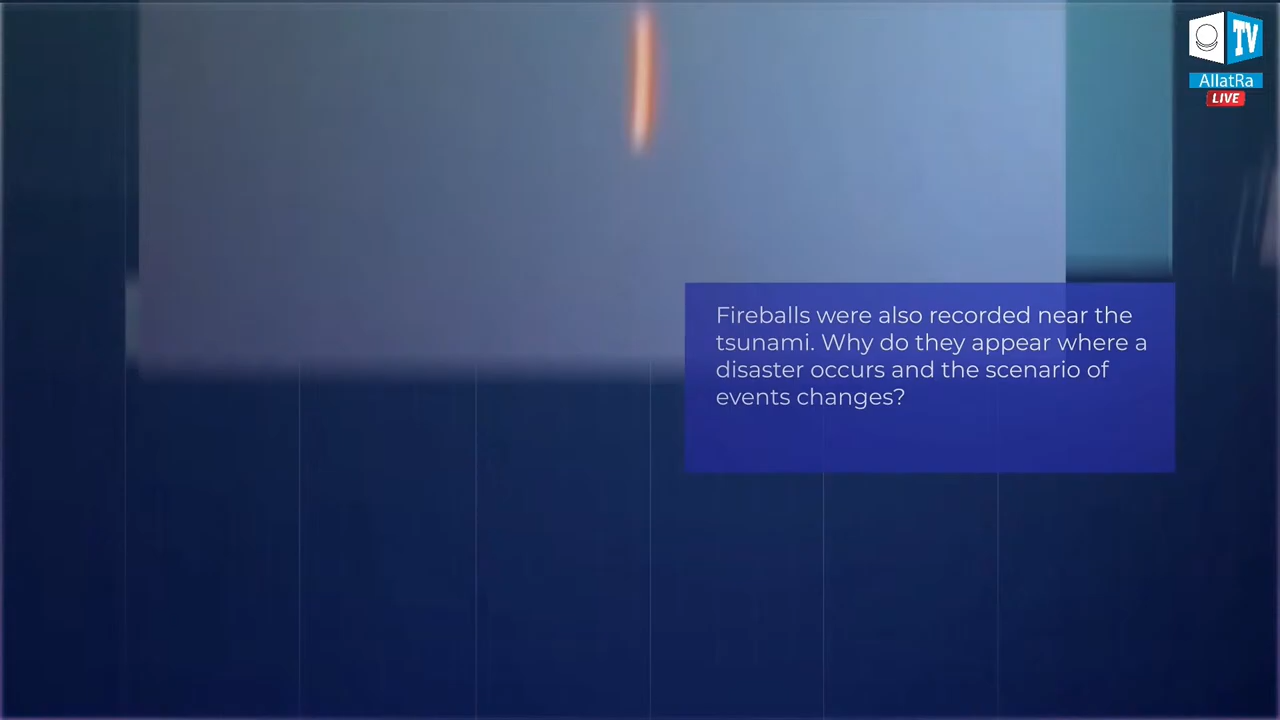 TV
AllatRa
LIVE
Fireballs were also recorded near the
tsunami. Why do they appear where a
disaster occurs and the scenario of
events changes?